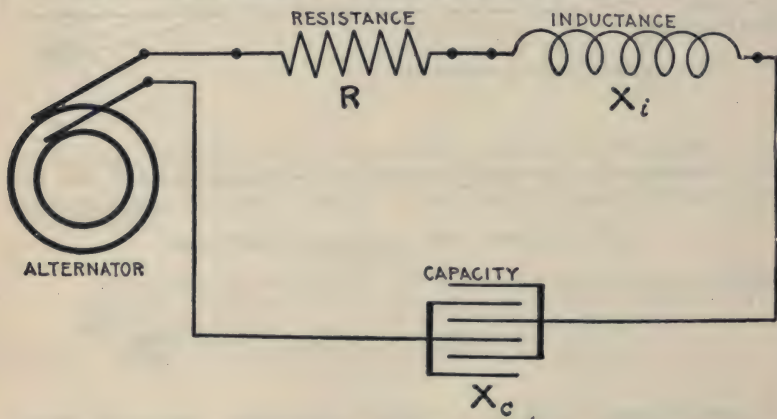 RESISTANCE
INDUCTANCE
R
Xi
ALTERNATOR
CAPACITY
Xc